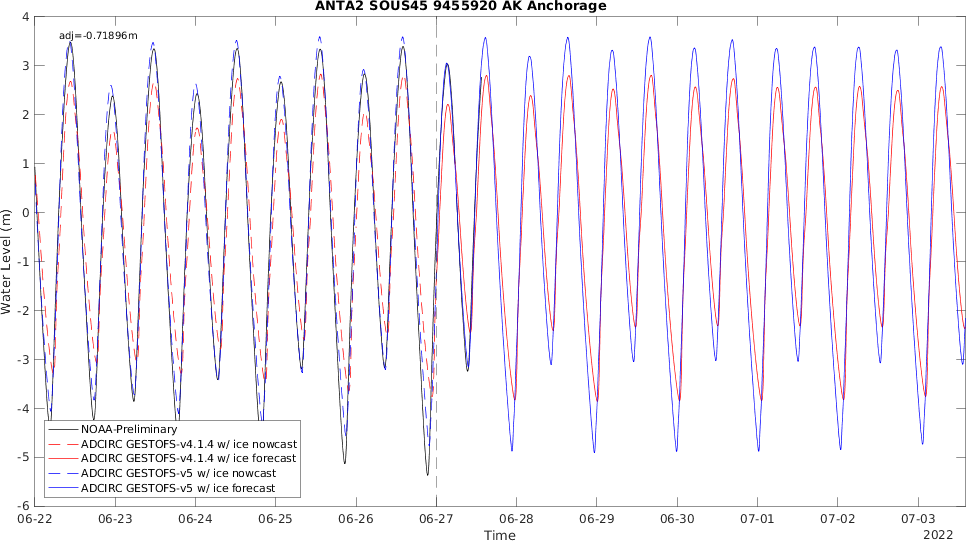 ANTA2 SOUS45 9455920 AK Anchorage
adj=-0.71896m
4
3
2
1
0
-1
-2
-3
-4
-5
-6
Water Level (m)
NOAA-Preliminary
ADCIRC GESTOFS-v4.1.4 w/ ice nowcast
ADCIRC GESTOFS-v4.1.4 w/ ice forecast
ADCIRC GESTOFS-v5 w/ ice nowcast
ADCIRC GESTOFS-v5 w/ ice forecast
06-22 06-23 06-24 06-25 06-26 06-27 06-28 06-29 06-30 07-01 07-02 07-03
Time
2022